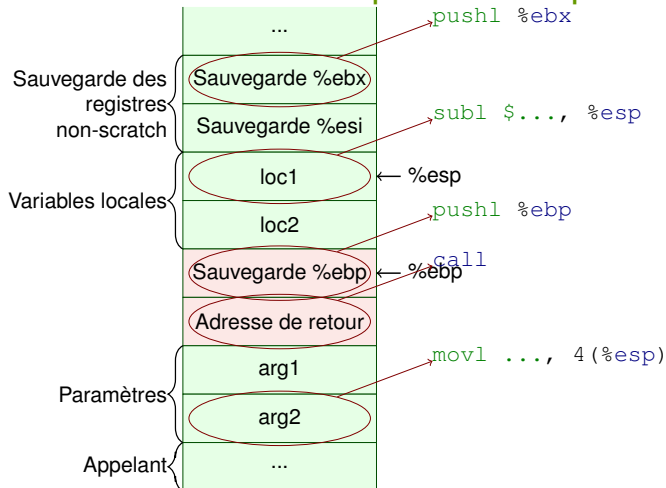 ...
pushl %ebx
Sauvegarde des
registres
non-scratch
Sauvegarde %ebx
Sauvegarde %esi
subl $..., %esp
Variables locales
loc1
← %esp
loc2
pushl %ebp
Sauvegarde %ebp
← %ebp
call
Adresse de retour
Paramètres
arg1
movl ..., 4(%esp)
arg2
Appelant
...